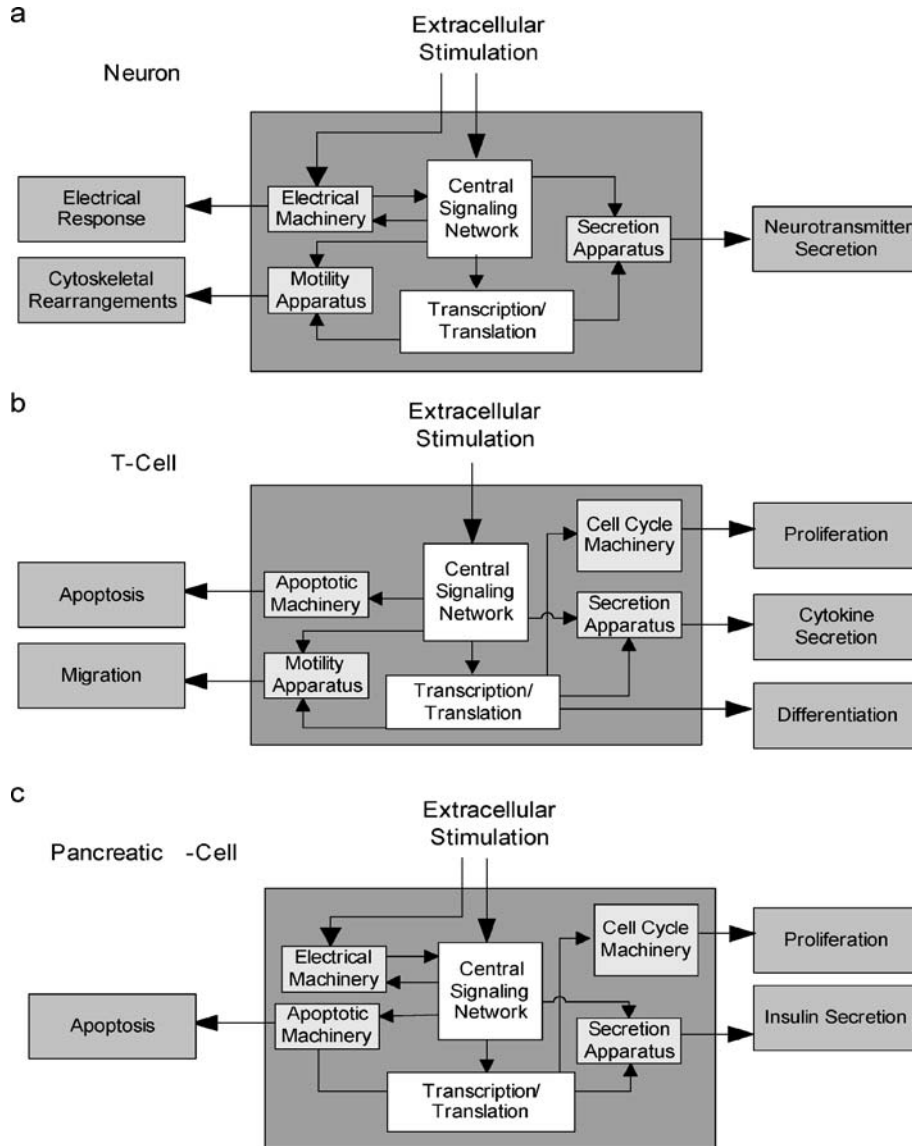 a
Extracellular
Stimulation
Neuron
Electrical
Response
Electrical
Machinery
Central
Signaling
Network
Secretion
Apparatus
Neurotransmitter
Secretion
Cytoskeletal
Rearrangements
Motility
Apparatus
Transcription/
Translation
b
Extracellular
Stimulation
T-Cell
Cell Cycle
Machinery
Proliferation
Apoptosis
Apoptotic
Machinery
Central
Signaling
Network
Secretion
Apparatus
Cytokine
Secretion
Migration
Motility
Apparatus
Transcription/
Translation
Differentiation
c
Extracellular
Stimulation
Pancreatic -Cell
Cell Cycle
Machinery
Proliferation
Electrical
Machinery
Central
Signaling
Network
Apoptosis
Apoptotic
Machinery
Secretion
Apparatus
Insulin Secretion
Transcription/
Translation